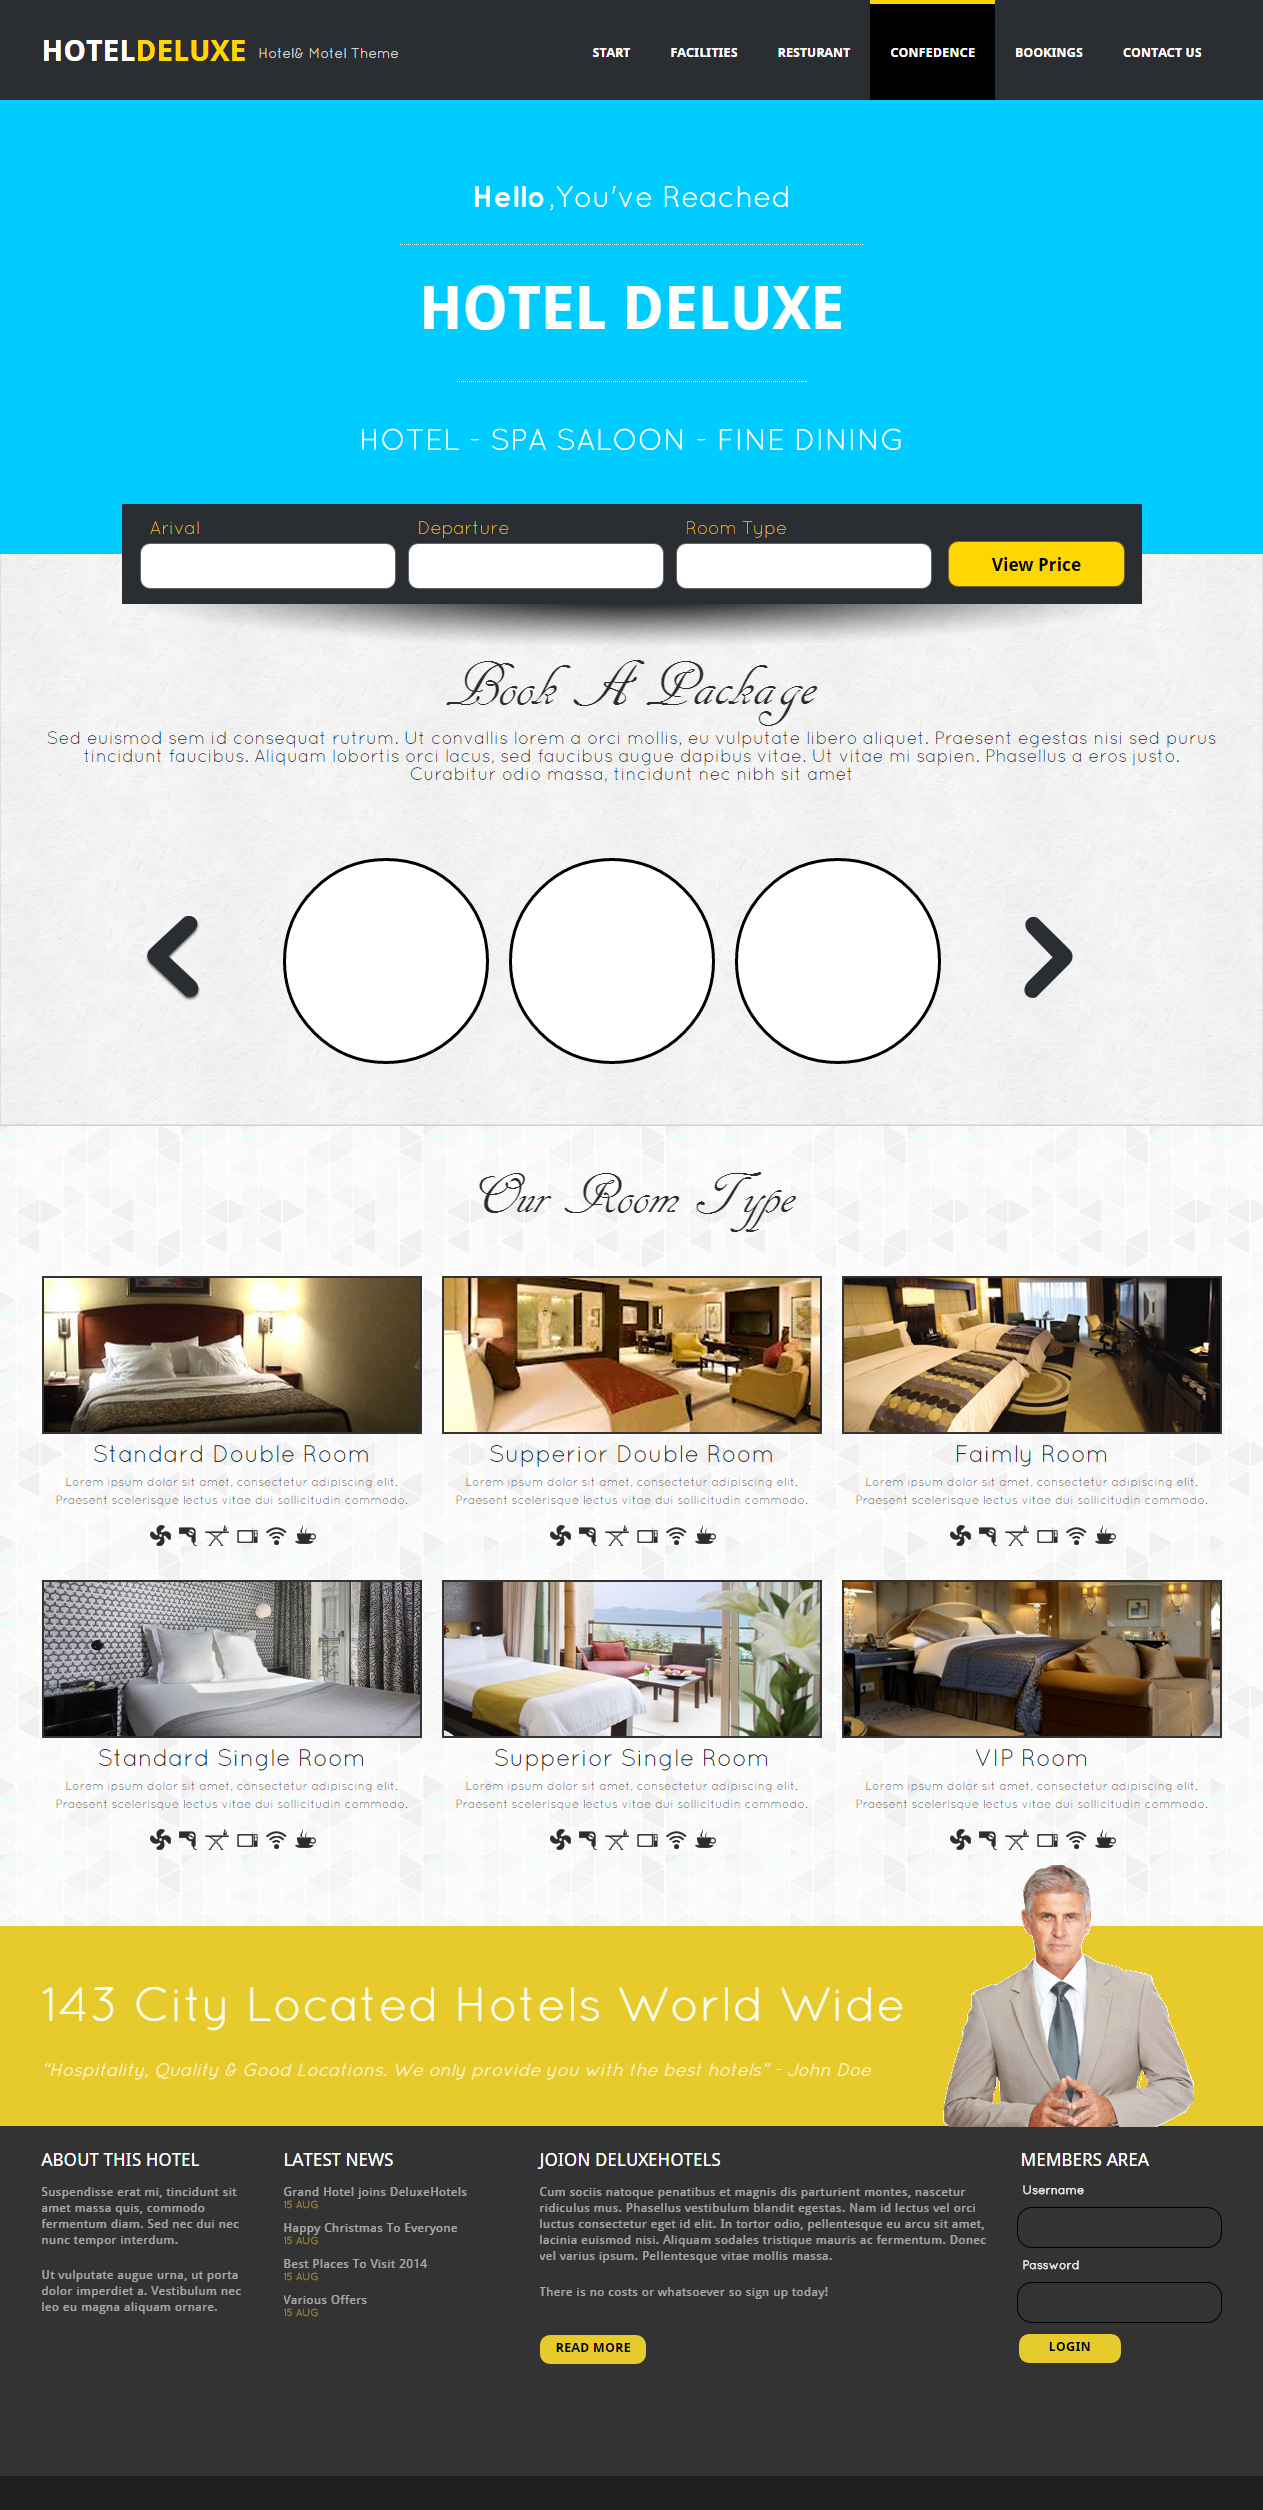 HOTELDELUXE Hotel& Motel Theme
START FACILITIES RESTURANT CONFEDENCE BOOKINGS CONTACT US
Hello ,You've Reached
HOTEL DELUXE
HOTEL - SPA SALOON - FINE DINING
Arival Departure Room Type
View Price
Book A Package
Sed euismod sem id consequat rutrum. Ut convallis lorem a orci mollis, eu vulputate libero aliquet. Praesent egestas nisi sed purus
tincidunt faucibus. Aliquam lobortis orci lacus, sed faucibus augue dapibus vitae. Ut vitae mi sapien. Phasellus a eros justo.
Curabitur odio massa, tincidunt nec nibh sit amet
Our Room Type
Standard Double Room
Lorem ipsum dolor sit amet, consectetur adipiscing elit.
Praesent scelerisque lectus vitae dui sollicitudin commodo.
Supperior Double Room
Lorem ipsum dolor sit amet, consectetur adipiscing elit.
Praesent scelerisque lectus vitae dui sollicitudin commodo.
Faimly Room
Lorem ipsum dolor sit amet, consectetur adipiscing elit.
Praesent scelerisque lectus vitae dui sollicitudin commodo.
Standard Single Room
Lorem ipsum dolor sit amet, consectetur adipiscing elit.
Praesent scelerisque lectus vitae dui sollicitudin commodo.
Supperior Single Room
Lorem ipsum dolor sit amet, consectetur adipiscing elit.
Praesent scelerisque lectus vitae dui sollicitudin commodo.
VIP Room
Lorem ipsum dolor sit amet, consectetur adipiscing elit.
Praesent scelerisque lectus vitae dui sollicitudin commodo.
143 City Located Hotels World Wide
“Hospitality, Quality & Good Locations. We only provide you with the best hotels” - John Doe
ABOUT THIS HOTEL
Suspendisse erat mi, tincidunt sit
amet massa quis, commodo
fermentum diam. Sed nec dui nec
nunc tempor interdum.
Ut vulputate augue urna, ut porta
dolor imperdiet a. Vestibulum nec
leo eu magna aliquam ornare.
LATEST NEWS
Grand Hotel joins DeluxeHotels
15 AUG
Happy Christmas To Everyone
15 AUG
Best Places To Visit 2014
15 AUG
Various Offers
15 AUG
JOION DELUXEHOTELS
Cum sociis natoque penatibus et magnis dis parturient montes, nascetur
ridiculus mus. Phasellus vestibulum blandit egestas. Nam id lectus vel orci
luctus consectetur eget id elit. In tortor odio, pellentesque eu arcu sit amet,
lacinia euismod nisi. Aliquam sodales tristique mauris ac fermentum. Donec
vel varius ipsum. Pellentesque vitae mollis massa.
There is no costs or whatsoever so sign up today!
READ MORE
MEMBERS AREA
Username
Password
LOGIN